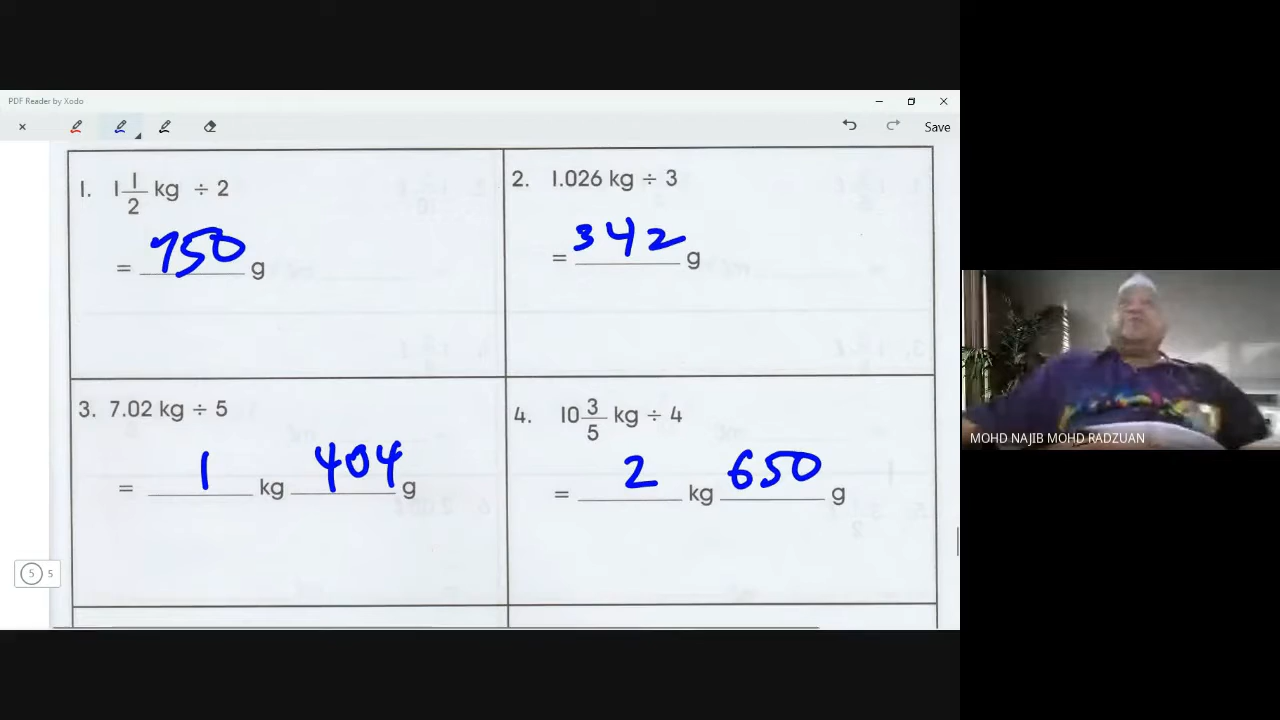 PDF Reader by Xodo
Save
1. 1 1/2 kg ÷ 2
= 750 g
2. 1.026 kg ÷ 3
= 342 g
3. 7.02 kg ÷ 5
= 1 kg 404 g
4. 10 3/5 kg ÷ 4
= 2 kg 650 g
5 5
MOHD NAJIB MOHD RADZUAN